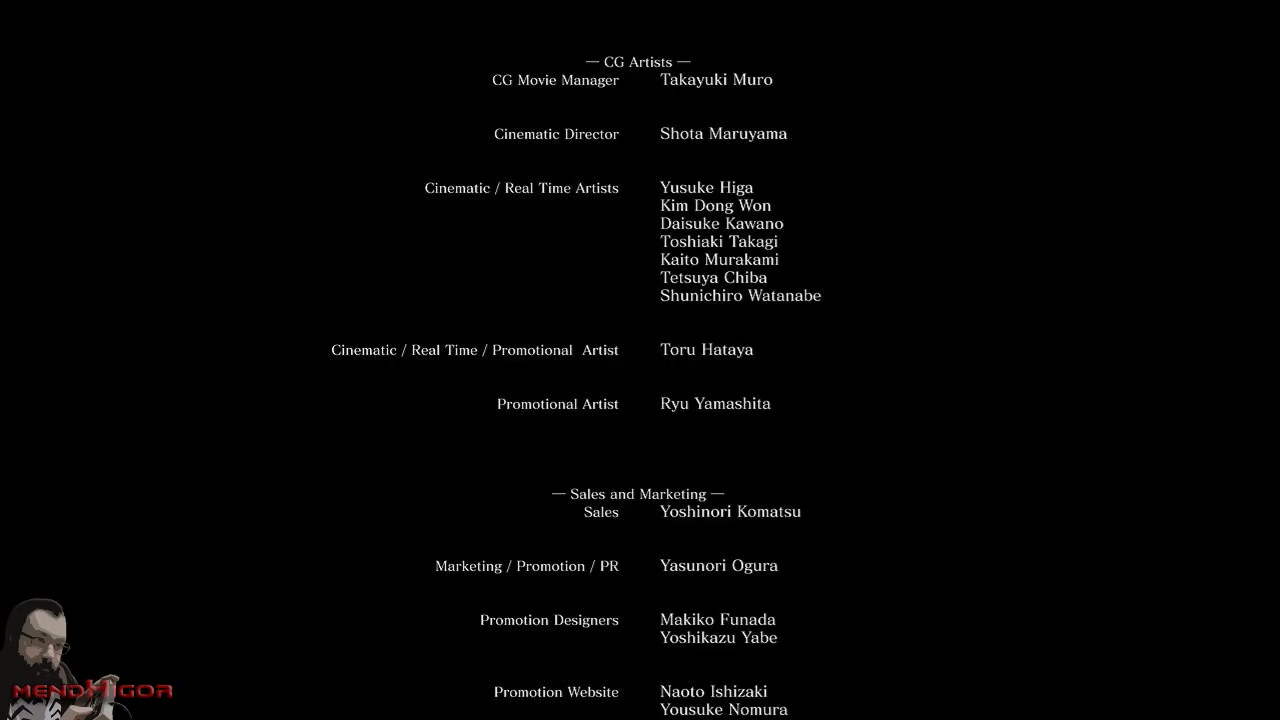 — CG Artists —
CG Movie Manager Takayuki Muro
Cinematic Director Shota Maruyama
Cinematic / Real Time Artists Yusuke Higa
Kim Dong Won
Daisuke Kawano
Toshiaki Takagi
Kaito Murakami
Tetsuya Chiba
Shunichiro Watanabe
Cinematic / Real Time / Promotional Artist Toru Hataya
Promotional Artist Ryu Yamashita
— Sales and Marketing —
Sales Yoshinori Komatsu
Marketing / Promotion / PR Yasunori Ogura
Promotion Designers Makiko Funada
Yoshikazu Yabe
Promotion Website Naoto Ishizaki
Yousuke Nomura